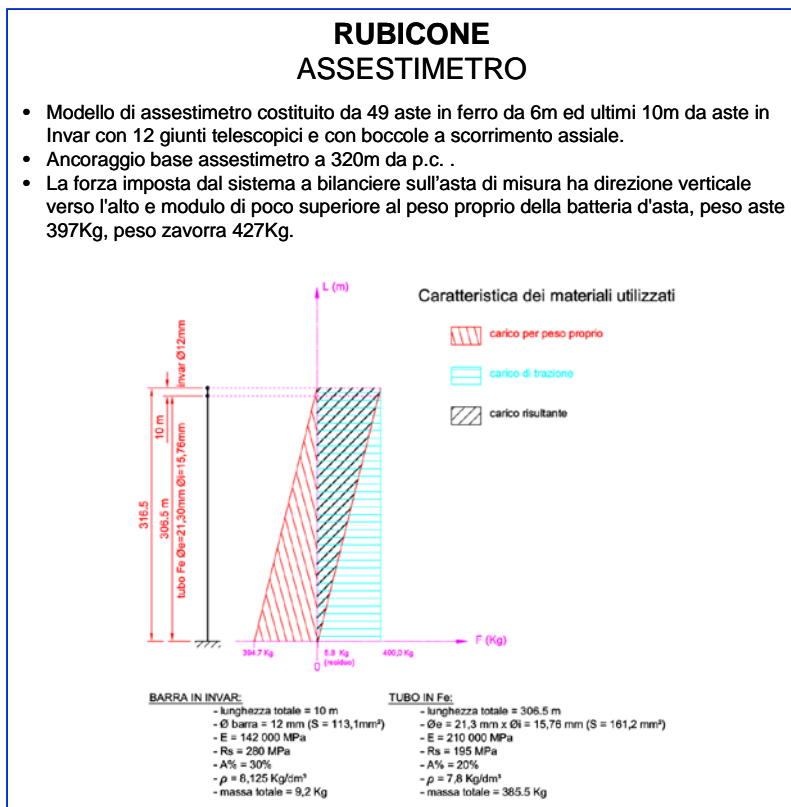 RUBICONE
ASSESTIMETRO
• Modello di assestimetro costituito da 49 aste in ferro da 6m ed ultimi 10m da aste in
Invar con 12 giunti telescopici e con boccole a scorrimento assiale.
• Ancoraggio base assestimetro a 320m da p.c. .
• La forza imposta dal sistema a bilanciere sull'asta di misura ha direzione verticale
verso l'alto e modulo di poco superiore al peso proprio della batteria d'asta, peso aste
397Kg, peso zavorra 427Kg.
L (m)
Caratteristica dei materiali utilizzati
carico per peso proprio
carico di trazione
carico risultante
invar Ø12mm
10 m
316.5
306.5 m
tubo Fe Øe=21,30mm Øi=15,76mm
F (Kg)
394.7 Kg
5.8 Kg
(residuo)
400,0 Kg
0
BARRA IN INVAR:
- lunghezza totale = 10 m
- Ø barra = 12 mm (S = 113,1mm²)
- E = 142 000 MPa
- Rs = 280 MPa
- A% = 30%
- ρ = 8,125 Kg/dm³
- massa totale = 9,2 Kg
TUBO IN Fe:
- lunghezza totale = 306.5 m
- Øe = 21,3 mm x Øi = 15,76 mm (S = 161,2 mm²)
- E = 210 000 MPa
- Rs = 195 MPa
- A% = 20%
- ρ = 7,8 Kg/dm³
- massa totale = 385.5 Kg